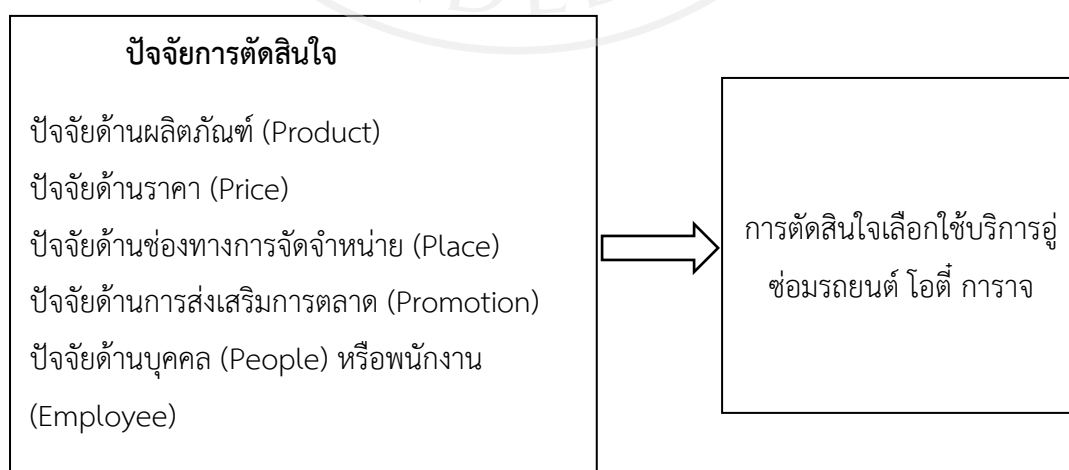 ปัจจัยการตัดสินใจ
ปัจจัยด้านผลิตภัณฑ์ (Product)
ปัจจัยด้านราคา (Price)
ปัจจัยด้านช่องทางการจัดจำหน่าย (Place)
ปัจจัยด้านการส่งเสริมการตลาด (Promotion)
ปัจจัยด้านบุคคล (People) หรือพนักงาน
(Employee)
การตัดสินใจเลือกใช้บริการอู่
ซ่อมรถยนต์ โอตี๋ การาจ